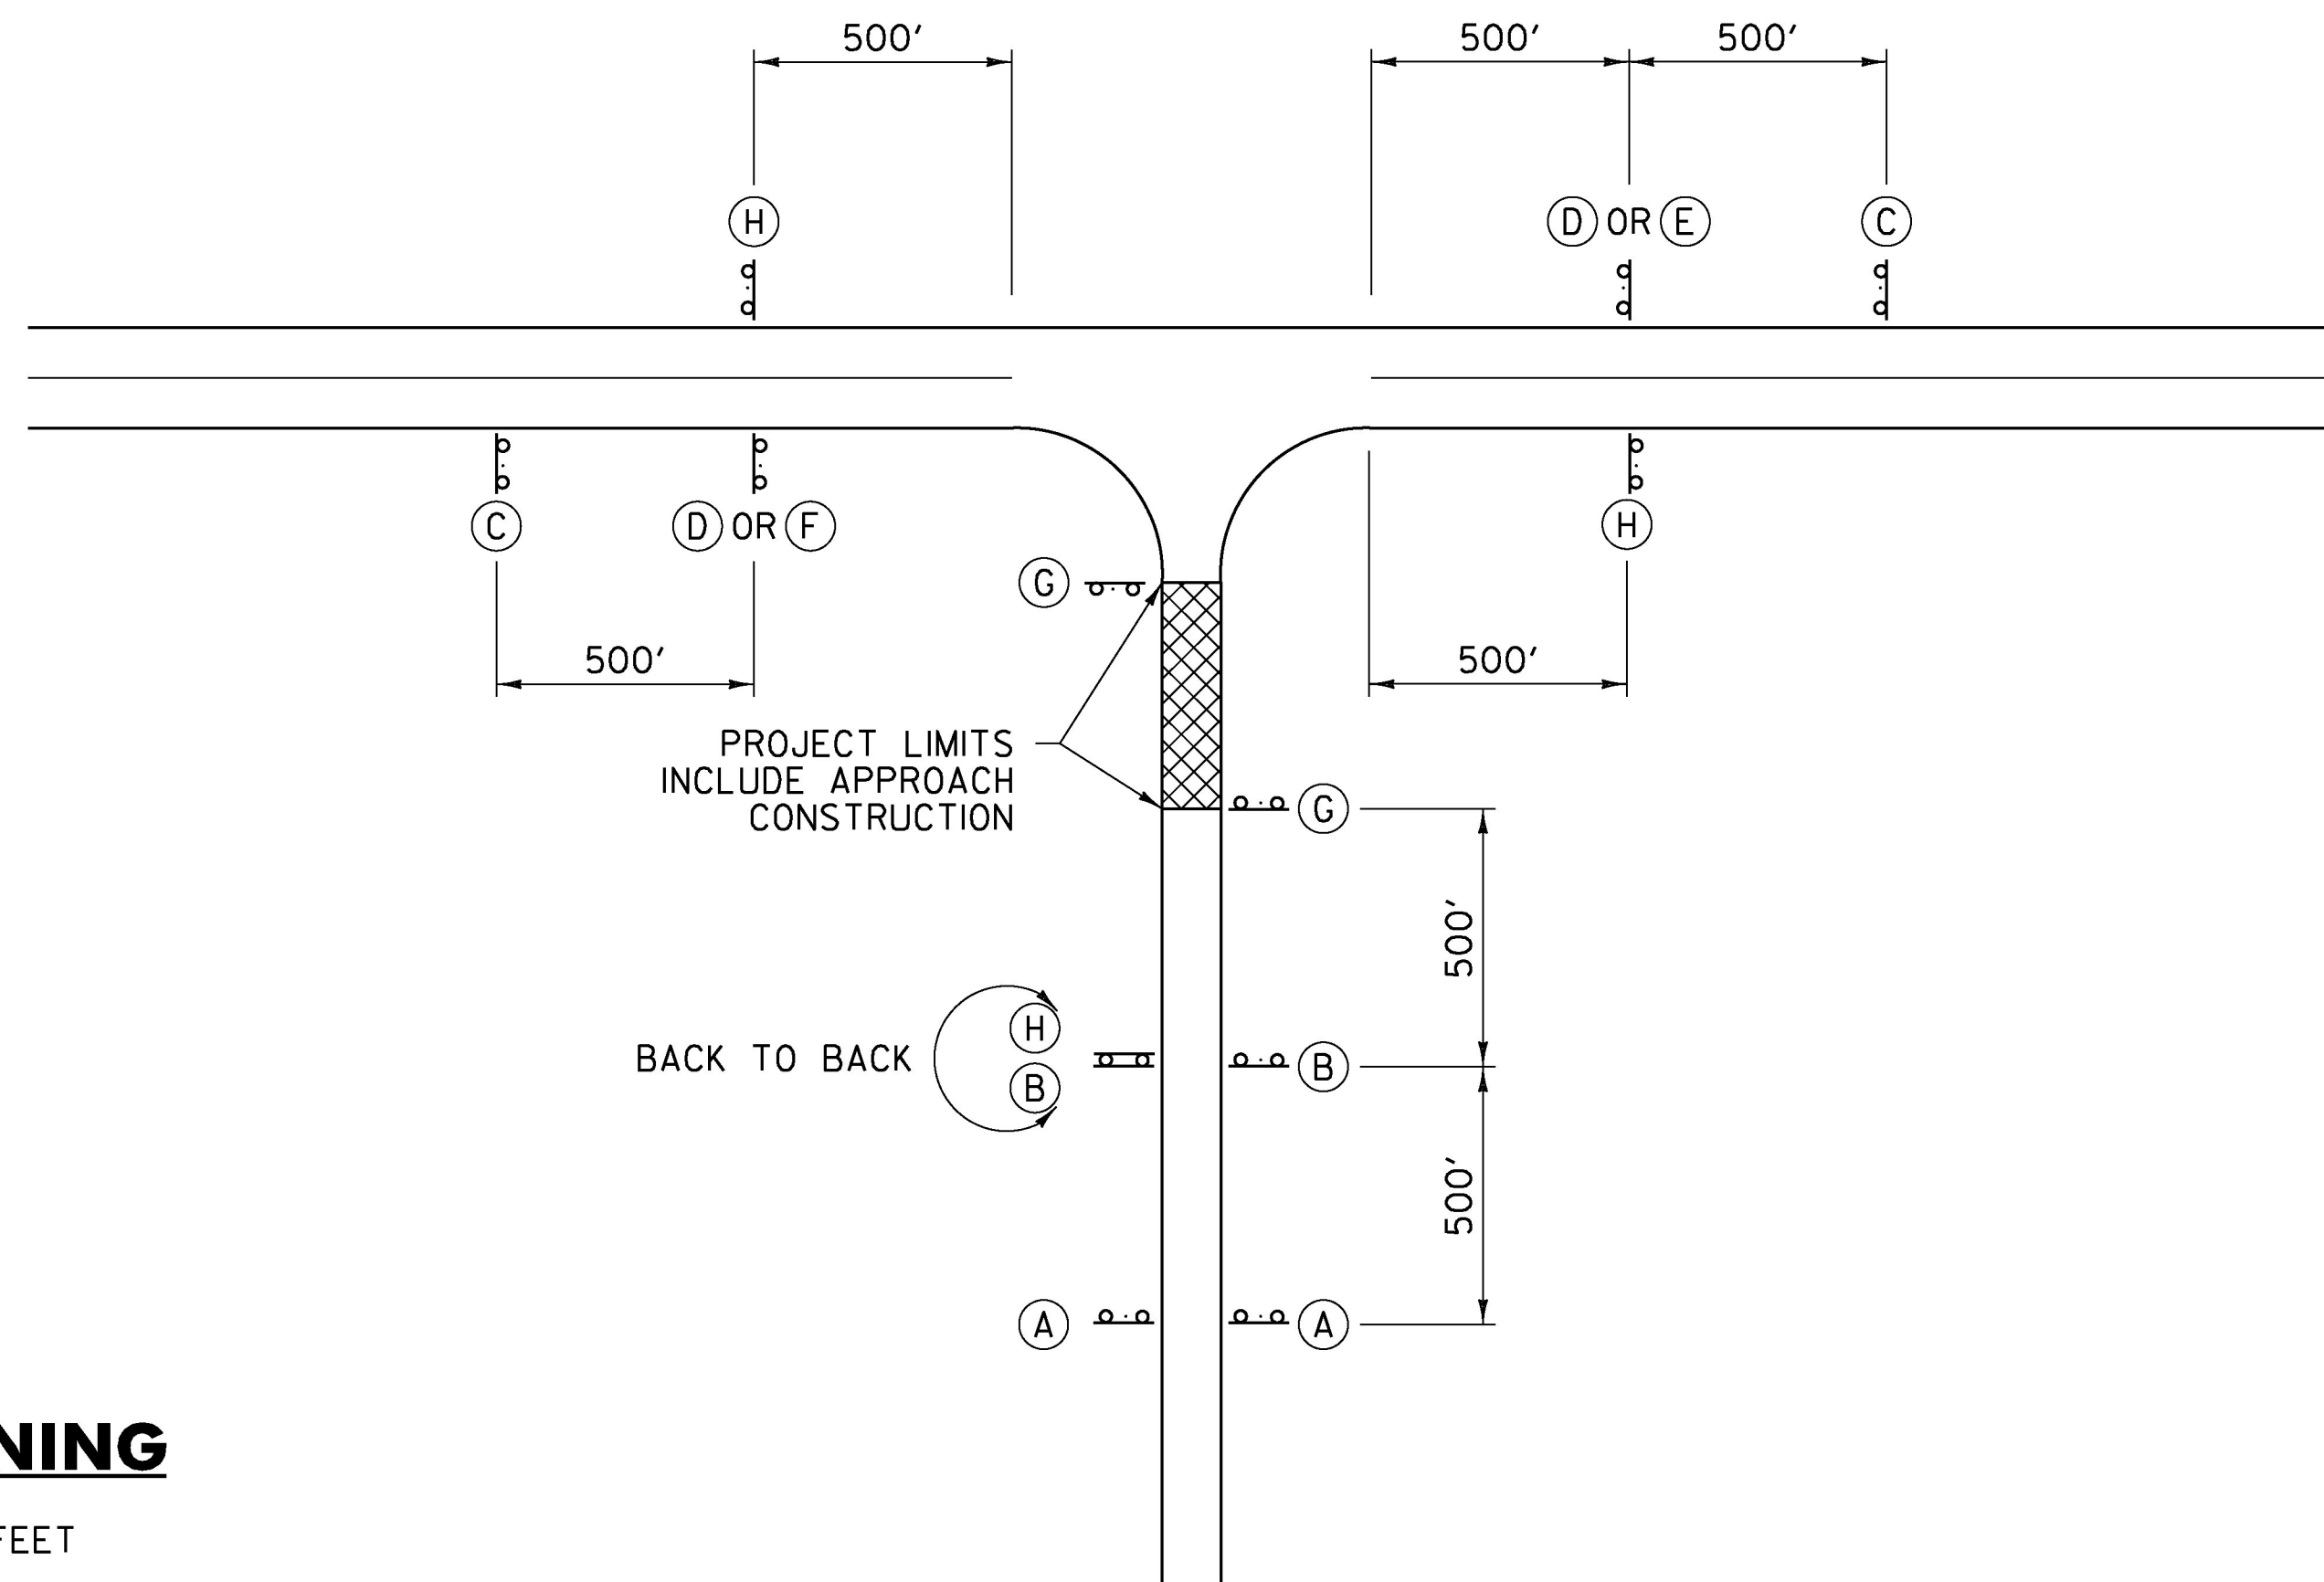 500' 500' 500'
H D OR E C
C D OR F H
G
500' 500'
PROJECT LIMITS
INCLUDE APPROACH
CONSTRUCTION
G
500'
H
BACK TO BACK
B
B
500'
A A
NING
FEET